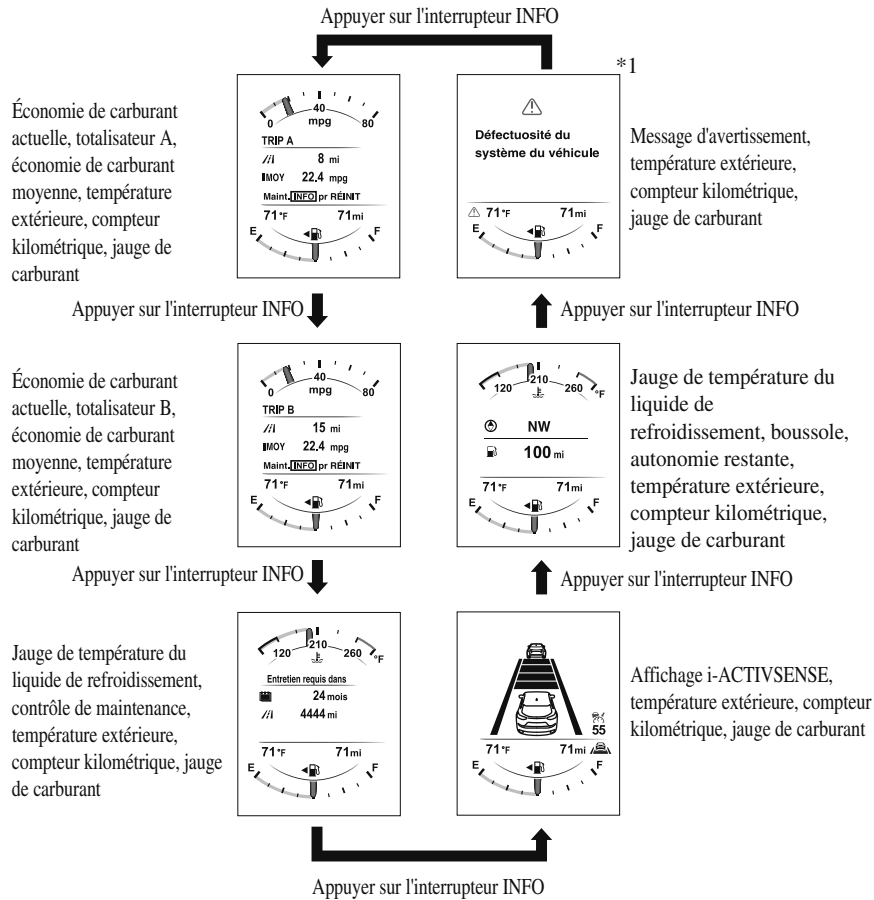 Appuyer sur l'interrupteur INFO
Économie de carburant
actuelle, totalisateur A,
économie de carburant
moyenne, température
extérieure, compteur
kilométrique, jauge de
carburant
0 40 80
mpg
TRIP A
8 mi
MOY 22.4 mpg
Maint. INFO pr RÉINIT
71°F 71mi
E F
*1
Défectuosité du
système du véhicule
71°F 71mi
E F
Message d'avertissement,
température extérieure,
compteur kilométrique,
jauge de carburant
Appuyer sur l'interrupteur INFO
Appuyer sur l'interrupteur INFO
Économie de carburant
actuelle, totalisateur B,
économie de carburant
moyenne, température
extérieure, compteur
kilométrique, jauge de
carburant
0 40 80
mpg
TRIP B
15 mi
MOY 22.4 mpg
Maint. INFO pr RÉINIT
71°F 71mi
E F
120 210 260 °F
NW
100 mi
71°F 71mi
E F
Jauge de température du
liquide de
refroidissement, boussole,
autonomie restante,
température extérieure,
compteur kilométrique,
jauge de carburant
Appuyer sur l'interrupteur INFO
Appuyer sur l'interrupteur INFO
Jauge de température du
liquide de refroidissement,
contrôle de maintenance,
température extérieure,
compteur kilométrique, jauge
de carburant
120 210 260 °F
Entretien requis dans
24 mois
4444 mi
71°F 71mi
E F
55
71°F 71mi
E F
Affichage i-ACTIVSENSE,
température extérieure, compteur
kilométrique, jauge de carburant
Appuyer sur l'interrupteur INFO